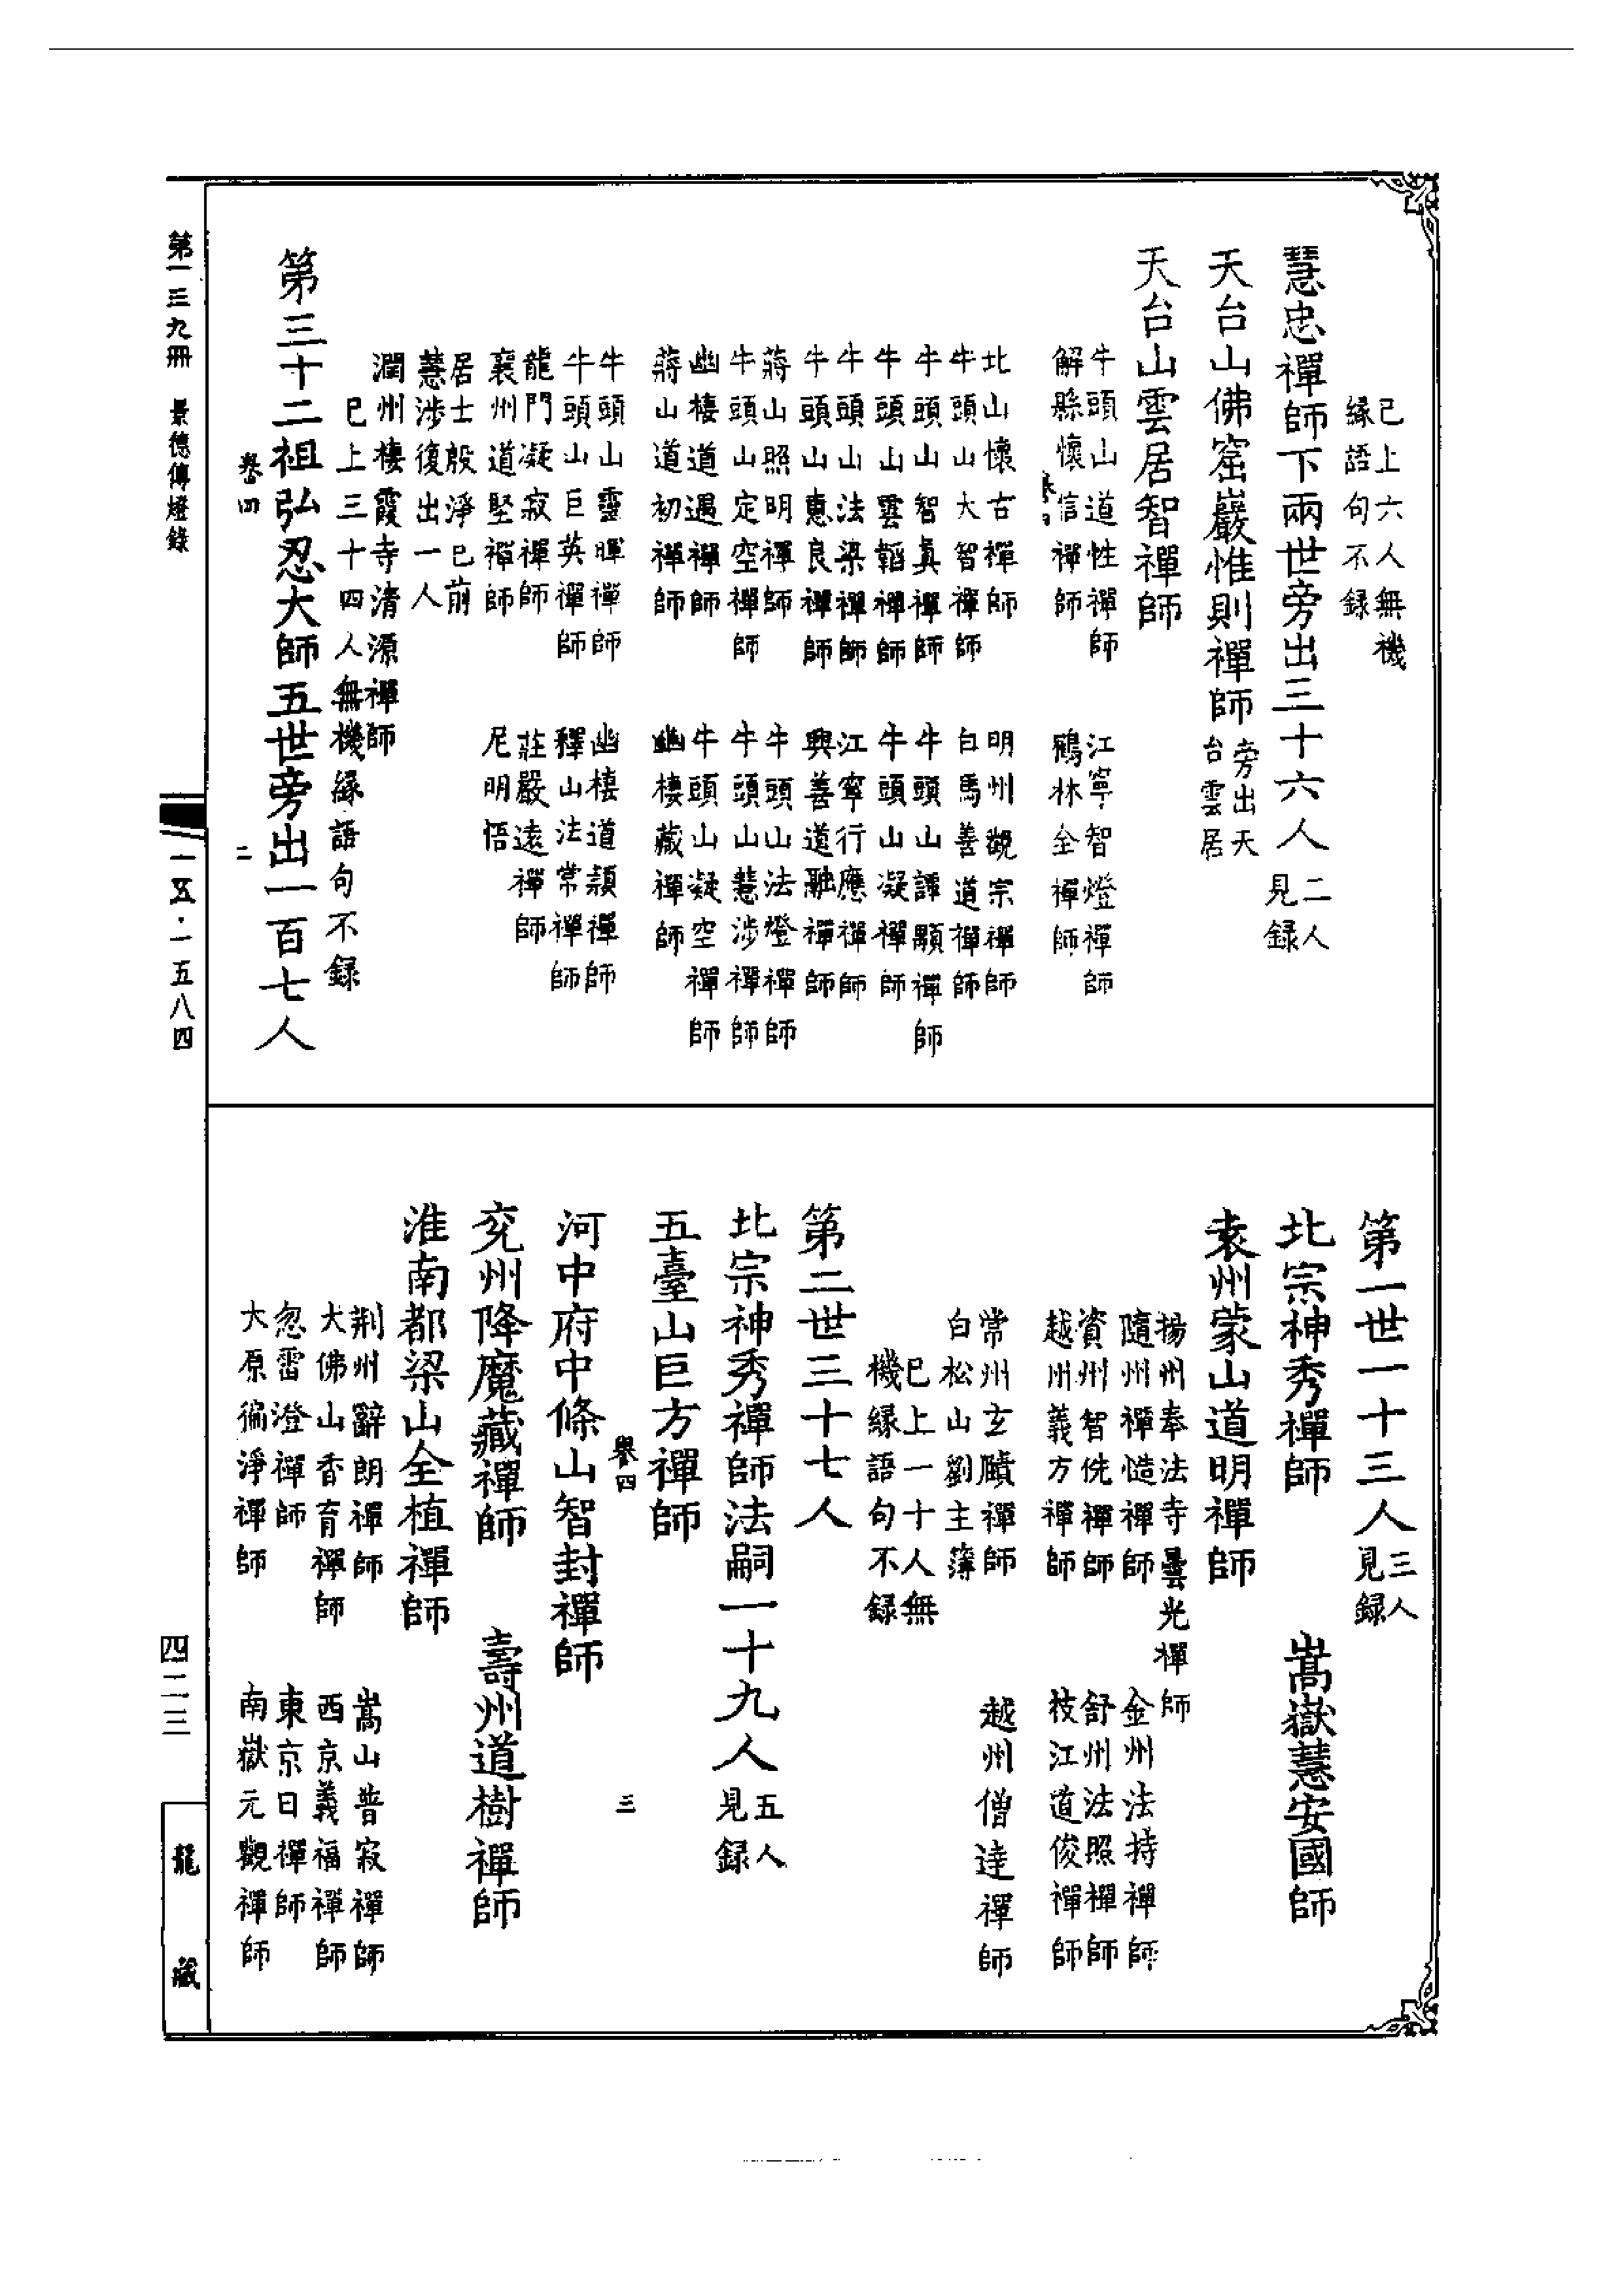 已上六人無機
緣語句不録
慧忠禪師下兩世旁出三十六人二人見録
天台山佛窟巖惟則禪師旁出天台雲居
天台山雲居智禪師
牛頭山道性禪師 江寧智燈禪師
解縣懷信禪師 鶴林全禪師
北山懷古禪師 明州觀宗禪師
牛頭山大智禪師 白馬善道禪師
牛頭山智真禪師 牛頭山譚顒禪師
牛頭山雲韜禪師 牛頭山凝禪師
牛頭山法梁禪師 江寧行應禪師
牛頭山惠良禪師 興善道融禪師
蔣山照明禪師 牛頭山法燈禪師
牛頭山定空禪師 牛頭山慧涉禪師
幽棲道遇禪師 牛頭山凝空禪師
蔣山道初禪師 幽棲藏禪師
牛頭山靈暉禪師 幽棲道頴禪師
牛頭山巨英禪師 釋山法常禪師
龍門凝寂禪師 莊嚴遠禪師
襄州道堅禪師 尼明悟
居士殷淨已前
慧涉復出一人
潤州棲霞寺清源禪師
已上三十四人無機緣語句不録
第三十二祖弘忍大師五世旁出一百七人
卷四 二
第一世一十三人三人見録
北宗神秀禪師 嵩嶽慧安國師
袁州蒙山道明禪師
揚州奉法寺曇光禪師
隨州禪慥禪師 金州法持禪師
資州智侁禪師 舒州法照禪師
越州義方禪師 枝江道俊禪師
常州玄賾禪師 越州僧達禪師
白松山劉主簿
已上一十人無
機緣語句不録
第二世三十七人
北宗神秀禪師法嗣一十九人五人見録
五臺山巨方禪師
卷四 三
河中府中條山智封禪師
兖州降魔藏禪師 壽州道樹禪師
淮南都梁山全植禪師
荆州辭朗禪師 嵩山普寂禪師
大佛山香育禪師 西京義福禪師
忽雷澄禪師 東京日禪師
大原徧淨禪師 南嶽元觀禪師
第一三九冊 景德傳燈錄
一五五·一五八四
四二三
龍藏